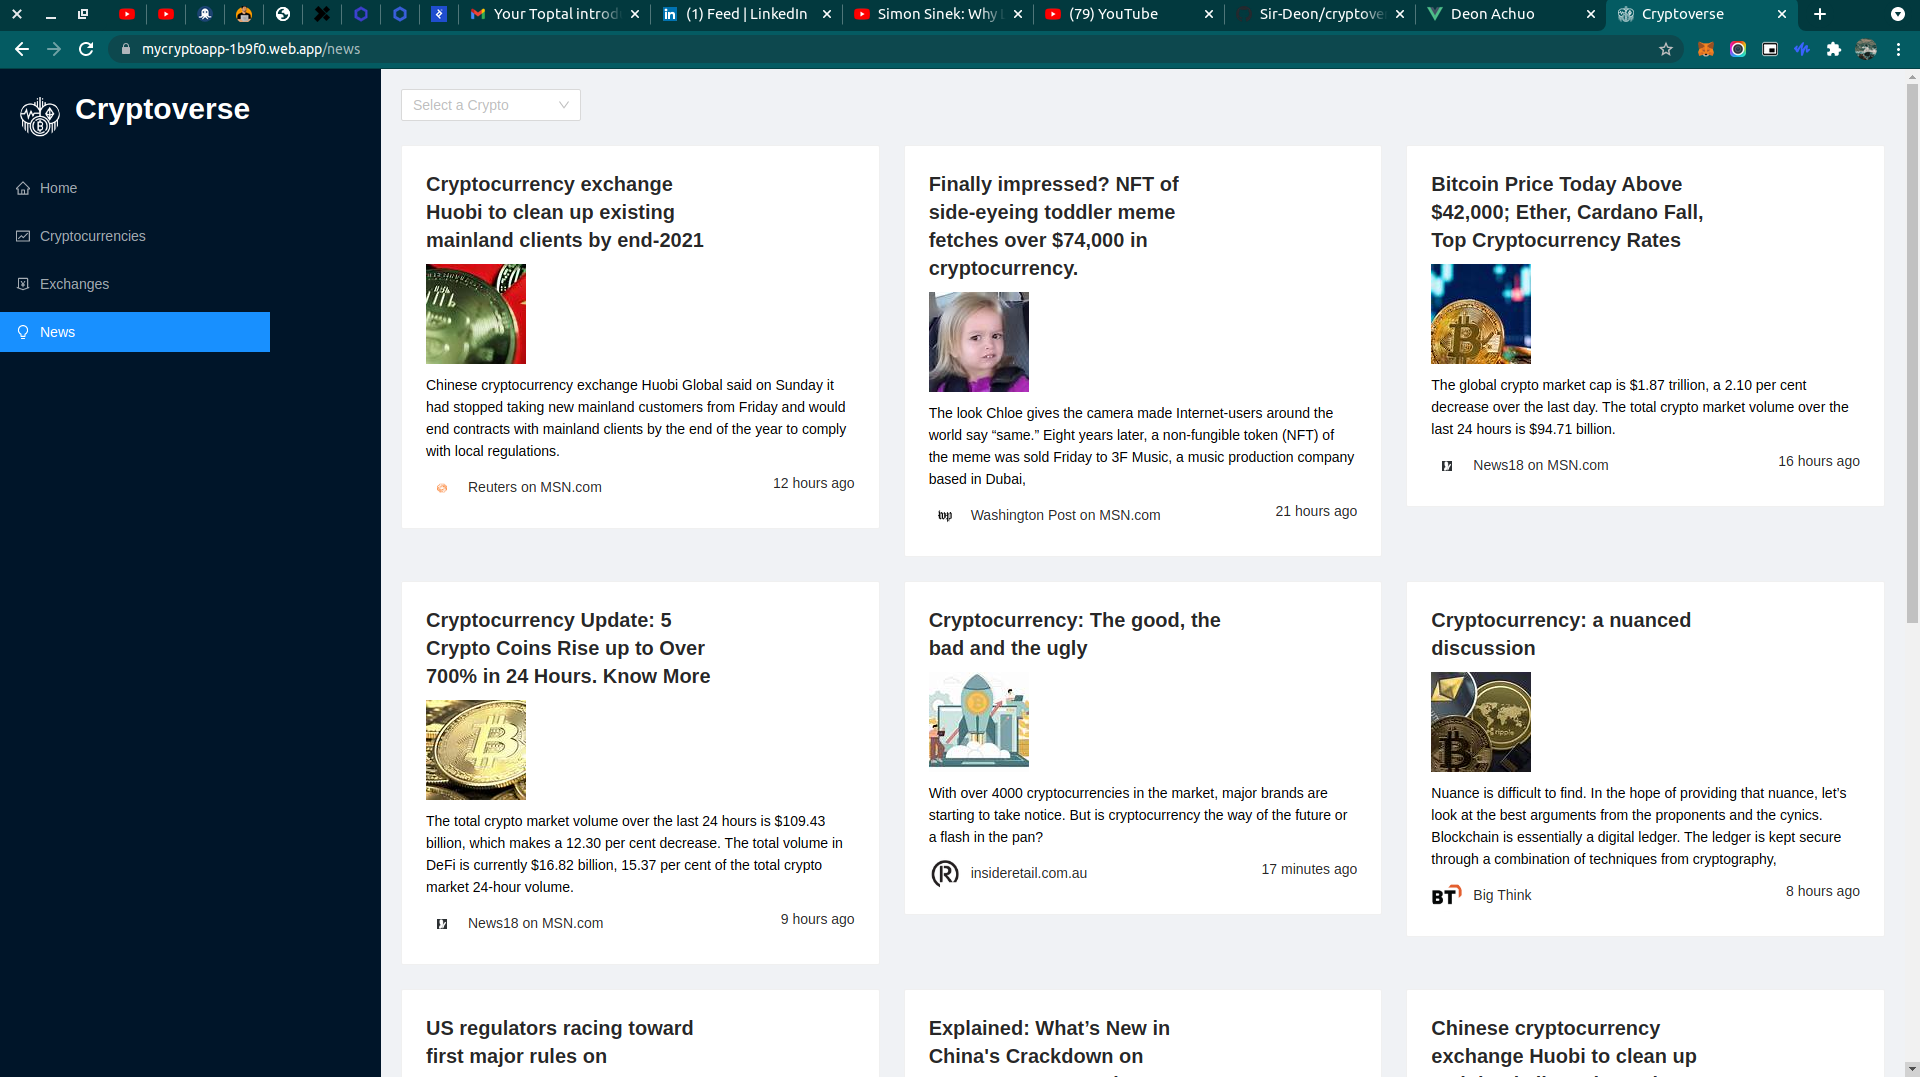 Your Toptal introd
(1) Feed | LinkedIn
Simon Sinek: Why
(79) YouTube
Sir-Deon/cryptove
Deon Achuo
Cryptoverse
mycryptoapp-1b9f0.web.app/news
Cryptoverse
Home
Cryptocurrencies
Exchanges
News
Select a Crypto
Cryptocurrency exchange
Huobi to clean up existing
mainland clients by end-2021
Chinese cryptocurrency exchange Huobi Global said on Sunday it
had stopped taking new mainland customers from Friday and would
end contracts with mainland clients by the end of the year to comply
with local regulations.
Reuters on MSN.com
12 hours ago
Finally impressed? NFT of
side-eyeing toddler meme
fetches over $74,000 in
cryptocurrency.
The look Chloe gives the camera made Internet-users around the
world say “same.” Eight years later, a non-fungible token (NFT) of
the meme was sold Friday to 3F Music, a music production company
based in Dubai,
wp
Washington Post on MSN.com
21 hours ago
Bitcoin Price Today Above
$42,000; Ether, Cardano Fall,
Top Cryptocurrency Rates
The global crypto market cap is $1.87 trillion, a 2.10 per cent
decrease over the last day. The total crypto market volume over the
last 24 hours is $94.71 billion.
News18 on MSN.com
16 hours ago
Cryptocurrency Update: 5
Crypto Coins Rise up to Over
700% in 24 Hours. Know More
The total crypto market volume over the last 24 hours is $109.43
billion, which makes a 12.30 per cent decrease. The total volume in
DeFi is currently $16.82 billion, 15.37 per cent of the total crypto
market 24-hour volume.
News18 on MSN.com
9 hours ago
Cryptocurrency: The good, the
bad and the ugly
With over 4000 cryptocurrencies in the market, major brands are
starting to take notice. But is cryptocurrency the way of the future or
a flash in the pan?
R
insideretail.com.au
17 minutes ago
Cryptocurrency: a nuanced
discussion
ripple
Nuance is difficult to find. In the hope of providing that nuance, let’s
look at the best arguments from the proponents and the cynics.
Blockchain is essentially a digital ledger. The ledger is kept secure
through a combination of techniques from cryptography,
BT
Big Think
8 hours ago
US regulators racing toward
first major rules on
Explained: What’s New in
China's Crackdown on
Chinese cryptocurrency
exchange Huobi to clean up